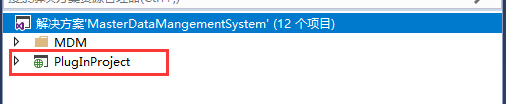 解决方案'MasterDataMangementSystem' (12 个项目)
MDM
PlugInProject